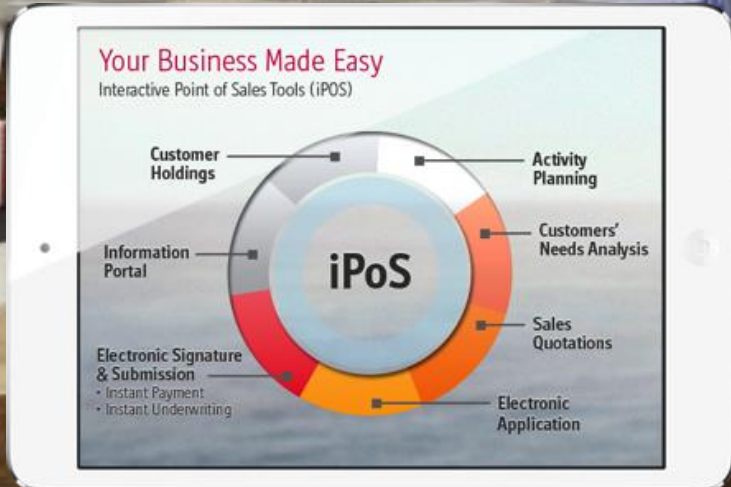 Your Business Made Easy
Interactive Point of Sales Tools (iPOS)
Customer
Holdings
Activity
Planning
Information
Portal
Customers'
Needs Analysis
iPoS
Sales
Quotations
Electronic Signature
& Submission
• Instant Payment
• Instant Underwriting
Electronic
Application